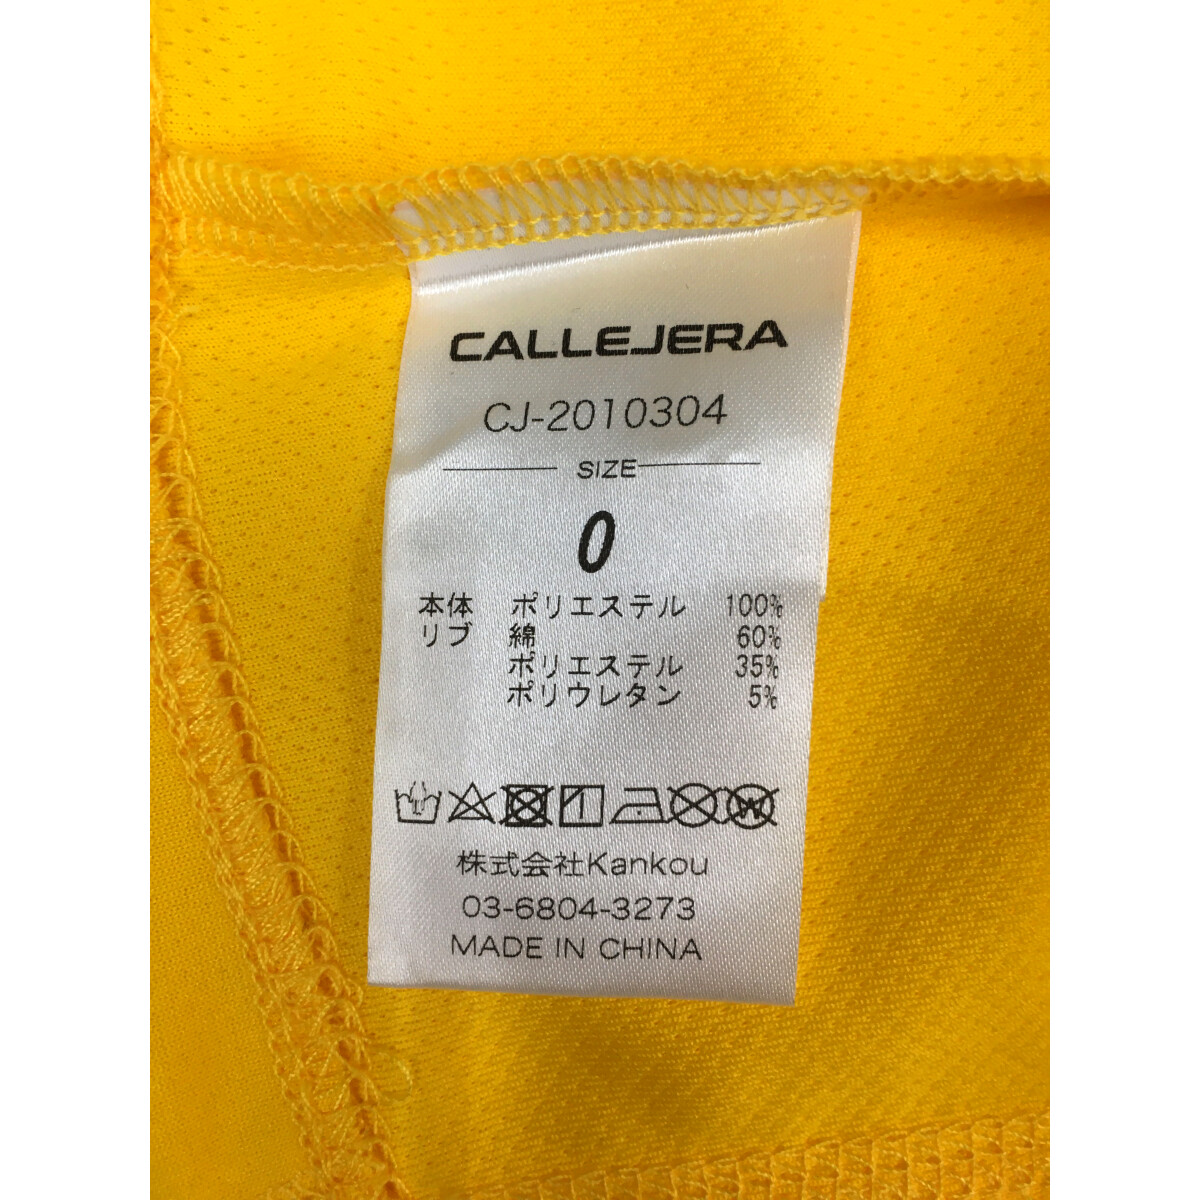 CALLEJERA
CJ-2010304
SIZE
0
本体 ポリエステル 100%
リブ 綿 60%
ポリエステル 35%
ポリウレタン 5%
W
株式会社Kankou
03-6804-3273
MADE IN CHINA